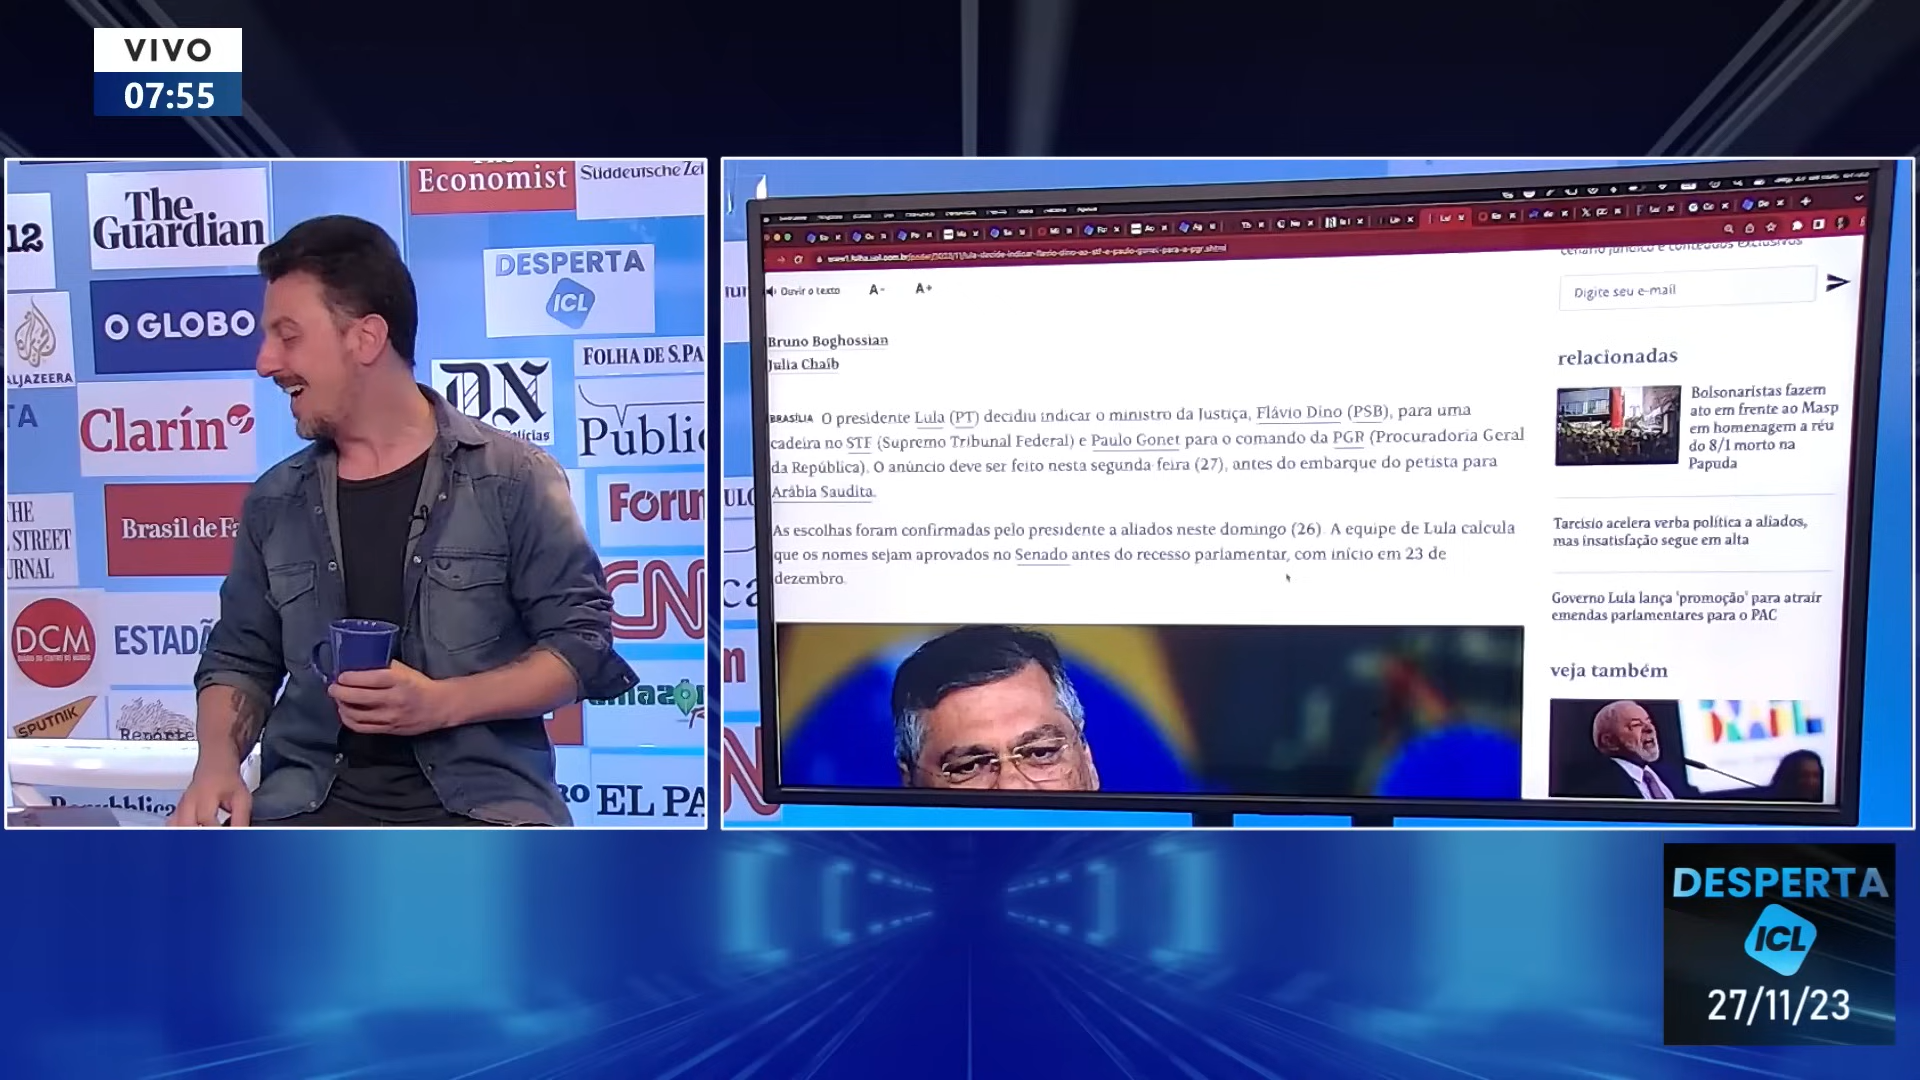 VIVO
07:55
The
Guardian
Economist
Süddeutsche Zei
12
DESPERTA
ICL
O GLOBO
ALJAZEERA
FOLHA DE S.PA
DN
Clarín
Públic
THE
STREET
URNAL
Brasil de Fa
Foru
CN
DCM
ESTADÃ
SPUTNIK
Repórter
mazo
EL PA
Ouvir o texto A- A+
Bruno Boghossian
Julia Chaib
BRASÍLIA O presidente Lula (PT) decidiu indicar o ministro da Justiça, Flávio Dino (PSB), para uma
cadeira no STF (Supremo Tribunal Federal) e Paulo Gonet para o comando da PGR (Procuradoria Geral
da República). O anúncio deve ser feito nesta segunda-feira (27), antes do embarque do petista para
Arábia Saudita.
As escolhas foram confirmadas pelo presidente a aliados neste domingo (26). A equipe de Lula calcula
que os nomes sejam aprovados no Senado antes do recesso parlamentar, com início em 23 de
dezembro.
Digite seu e-mail
relacionadas
Bolsonaristas fazem
ato em frente ao Masp
em homenagem a réu
do 8/1 morto na
Papuda
Tarcísio acelera verba política a aliados,
mas insatisfação segue em alta
Governo Lula lança 'promoção' para atrair
emendas parlamentares para o PAC
veja também
DESPERTA
ICL
27/11/23